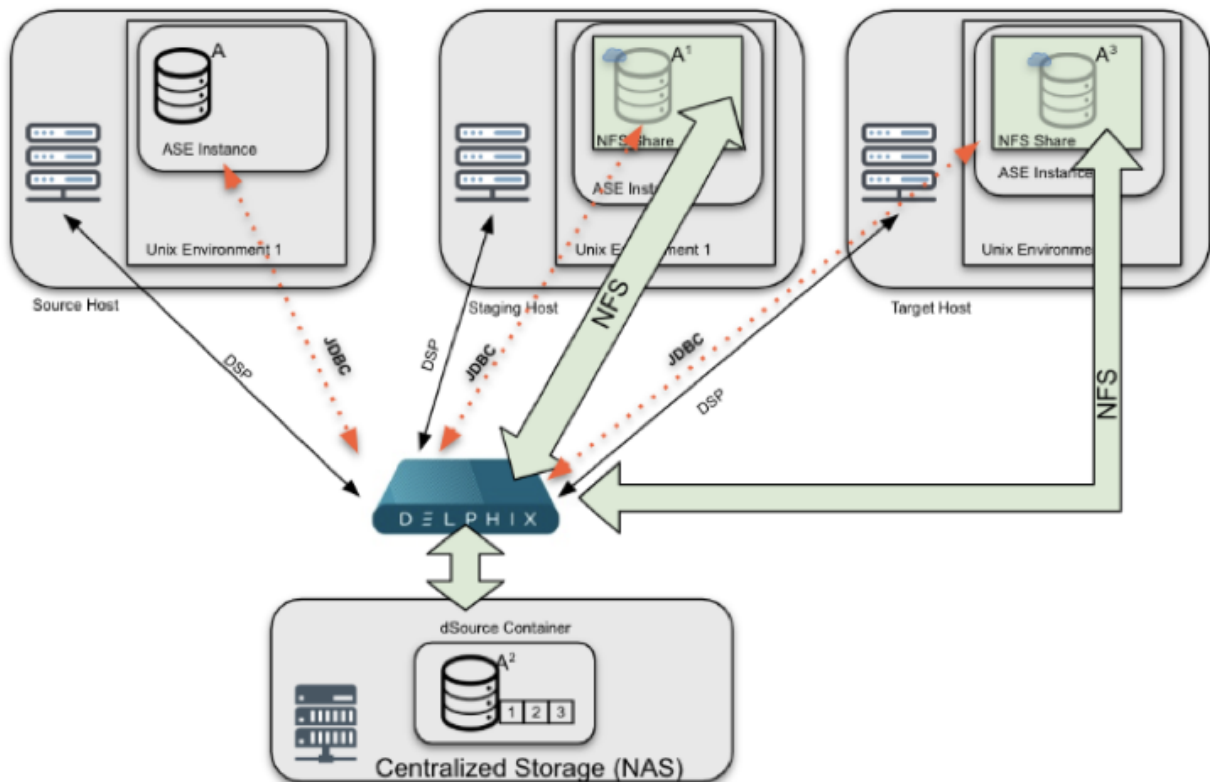 A
ASE Instance
Unix Environment 1
Source Host
A¹
NFS Share
ASE Insta
Unix Environment 1
Staging Host
A³
NFS Share
ASE Instance
Unix Environme
Target Host
DSP
JDBC
DSP
JDBC
NFS
JDBC
DSP
NFS
DELPHIX
dSource Container
A²
1 2 3
Centralized Storage (NAS)